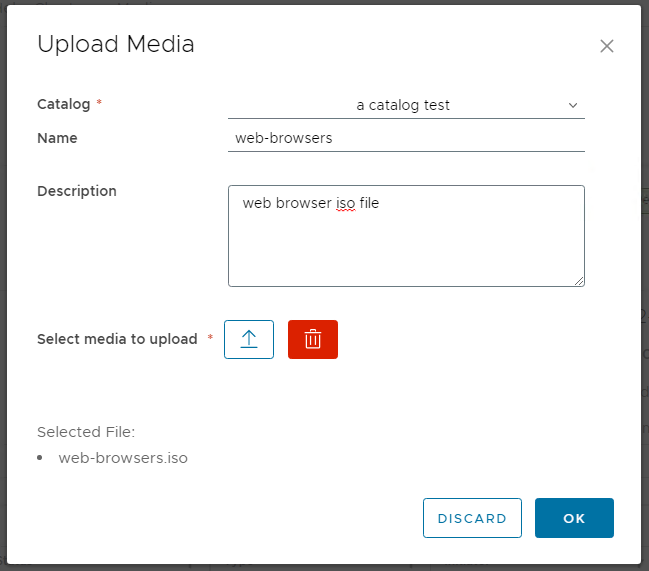 Upload Media
Catalog * a catalog test
Name web-browsers
Description web browser iso file
Select media to upload *
Selected File:
• web-browsers.iso
DISCARD OK